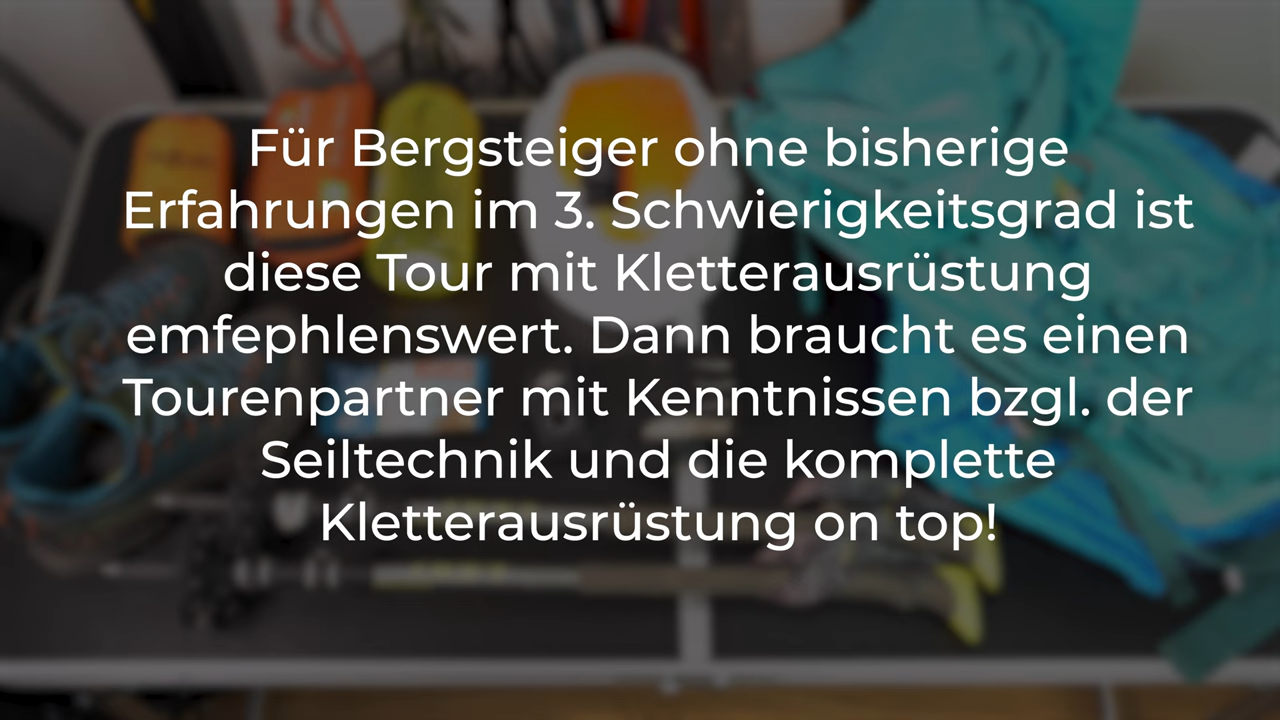 Für Bergsteiger ohne bisherige
Erfahrungen im 3. Schwierigkeitsgrad ist
diese Tour mit Kletterausrüstung
emfephlenswert. Dann braucht es einen
Tourenpartner mit Kenntnissen bzgl. der
Seiltechnik und die komplette
Kletterausrüstung on top!